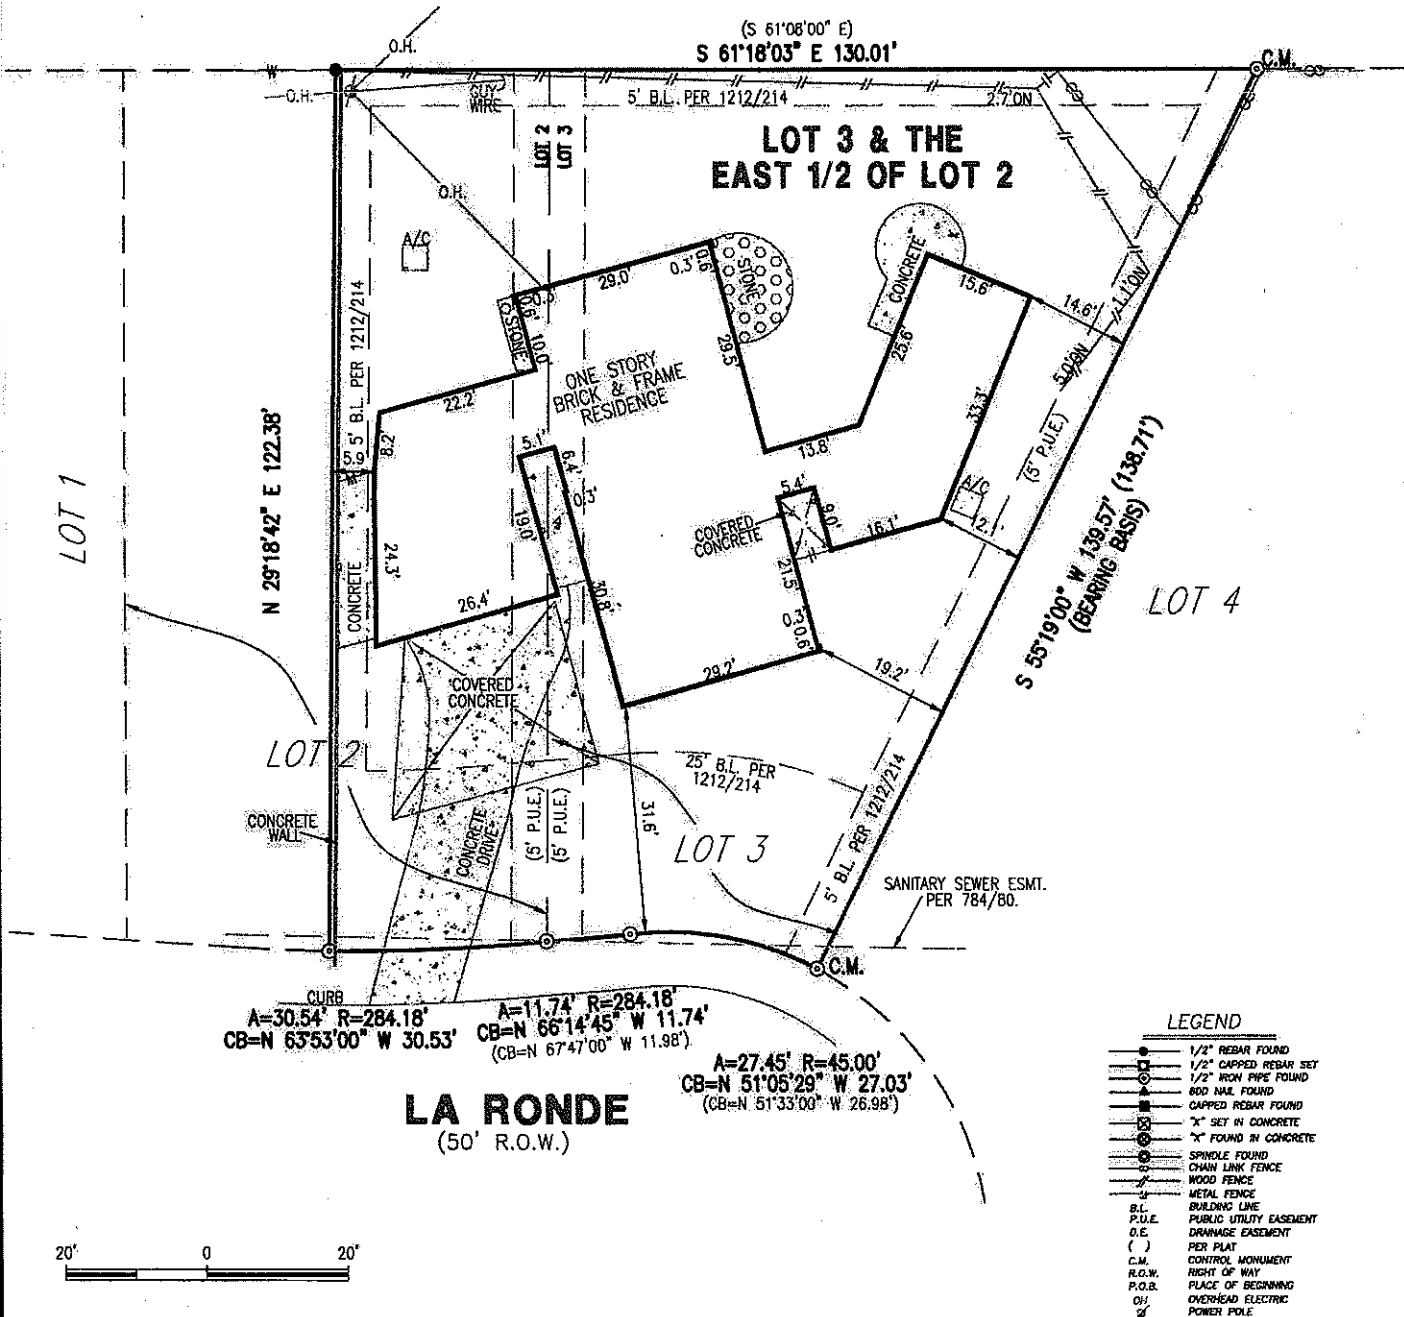 (S 61°08'00" E)
S 61°18'03" E 130.01'
C.M.
O.H.
W
O.H.
GUY
WIRE
5' B.L. PER 1212/214
2.7' ON
LOT 2
LOT 3
LOT 3 & THE
EAST 1/2 OF LOT 2
O.H.
A/C
5' B.L. PER 1212/214
29.0'
0.3'
0.6'
STONE
CONCRETE
15.6'
14.6'
1.1' ON
0.3'
0.6'
STONE
10.0'
29.5'
25.6'
5.0' ON
ONE STORY
BRICK & FRAME
RESIDENCE
22.2'
8.2'
33.3'
(5' P.U.E.)
N 29°18'42" E 122.38'
5.9'
5.1'
6.4'
0.3'
13.8'
5.4'
9.0'
A/C
COVERED
CONCRETE
16.1'
12.1'
S 55°19'00" W 139.57' (138.71')
(BEARING BASIS)
LOT 1
19.0'
24.3'
CONCRETE
21.5'
LOT 4
26.4'
30.8'
0.3'
0.6'
29.2'
19.2'
COVERED
CONCRETE
LOT 2
25' B.L. PER
1212/214
CONCRETE
WALL
CONCRETE
DRIVE
(5' P.U.E.)
(5' P.U.E.)
31.6'
LOT 3
5' B.L. PER 1212/214
SANITARY SEWER ESMT.
PER 784/80.
C.M.
CURB
A=30.54' R=284.18'
CB=N 63°53'00" W 30.53'
A=11.74' R=284.18'
CB=N 66°14'45" W 11.74'
(CB=N 67°47'00" W 11.98')
A=27.45' R=45.00'
CB=N 51°05'29" W 27.03'
(CB=N 51°33'00" W 26.98')
LA RONDE
(50' R.O.W.)
20' 0 20'
LEGEND
1/2" REBAR FOUND
1/2" CAPPED REBAR SET
1/2" IRON PIPE FOUND
60D NAIL FOUND
CAPPED REBAR FOUND
"X" SET IN CONCRETE
"X" FOUND IN CONCRETE
SPINDLE FOUND
CHAIN LINK FENCE
WOOD FENCE
METAL FENCE
B.L. BUILDING LINE
P.U.E. PUBLIC UTILITY EASEMENT
D.E. DRAINAGE EASEMENT
( ) PER PLAT
C.M. CONTROL MONUMENT
R.O.W. RIGHT OF WAY
P.O.B. PLACE OF BEGINNING
OH OVERHEAD ELECTRIC
POWER POLE